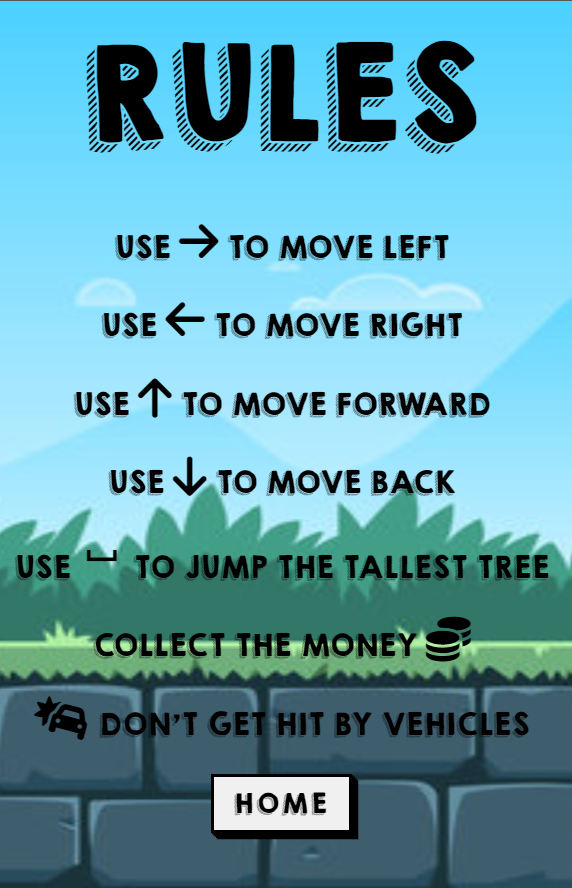 RULES
USE → TO MOVE LEFT
USE ← TO MOVE RIGHT
USE ↑ TO MOVE FORWARD
USE ↓ TO MOVE BACK
USE ⎵ TO JUMP THE TALLEST TREE
COLLECT THE MONEY
DON'T GET HIT BY VEHICLES
HOME